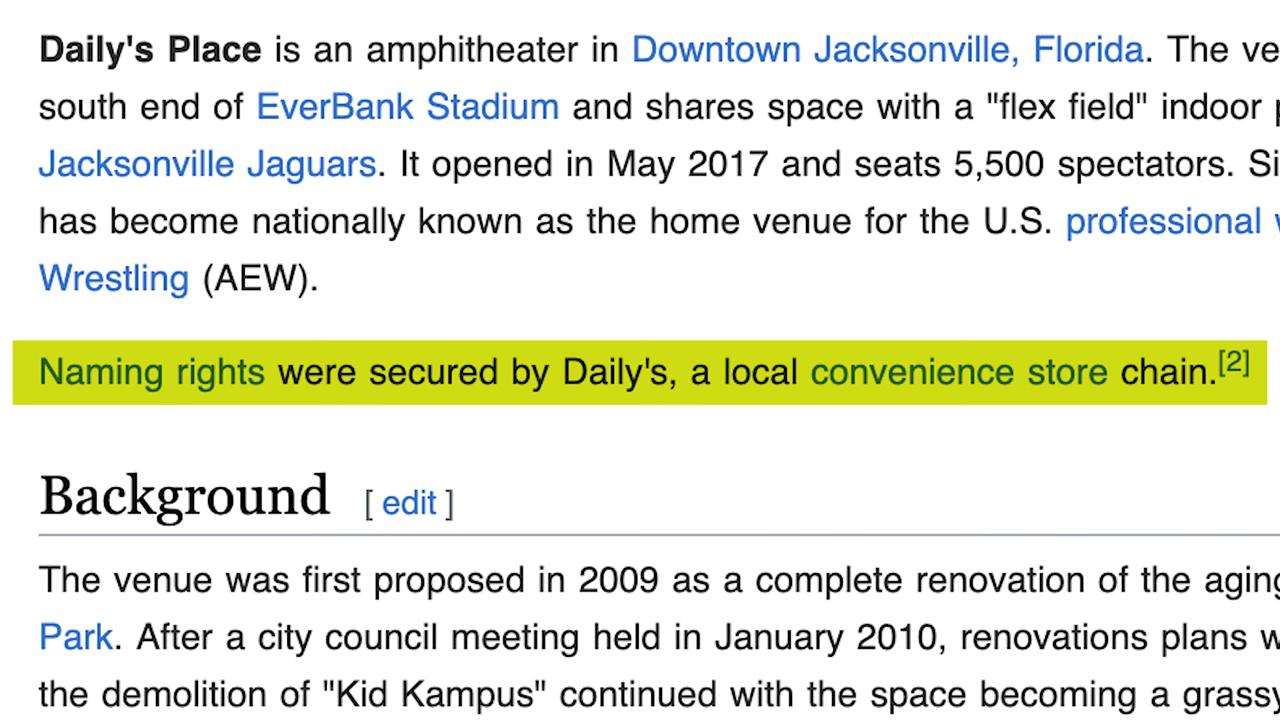 Daily's Place is an amphitheater in Downtown Jacksonville, Florida. The
south end of EverBank Stadium and shares space with a "flex field" indoor
Jacksonville Jaguars. It opened in May 2017 and seats 5,500 spectators.
has become nationally known as the home venue for the U.S. professional
Wrestling (AEW).
Naming rights were secured by Daily's, a local convenience store chain.[2]
Background [ edit ]
The venue was first proposed in 2009 as a complete renovation of the
Park. After a city council meeting held in January 2010, renovations plans
the demolition of "Kid Kampus" continued with the space becoming a grassy